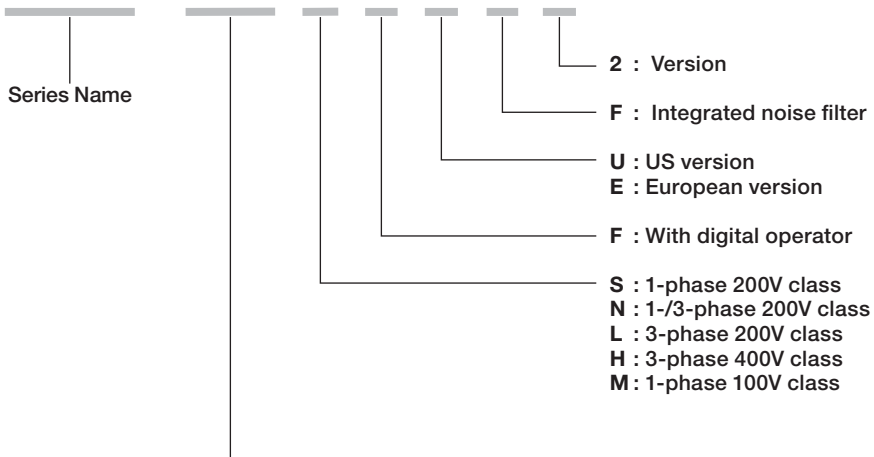 2 : Version
Series Name
F : Integrated noise filter
U : US version
E : European version
F : With digital operator
S : 1-phase 200V class
N : 1-/3-phase 200V class
L : 3-phase 200V class
H : 3-phase 400V class
M : 1-phase 100V class